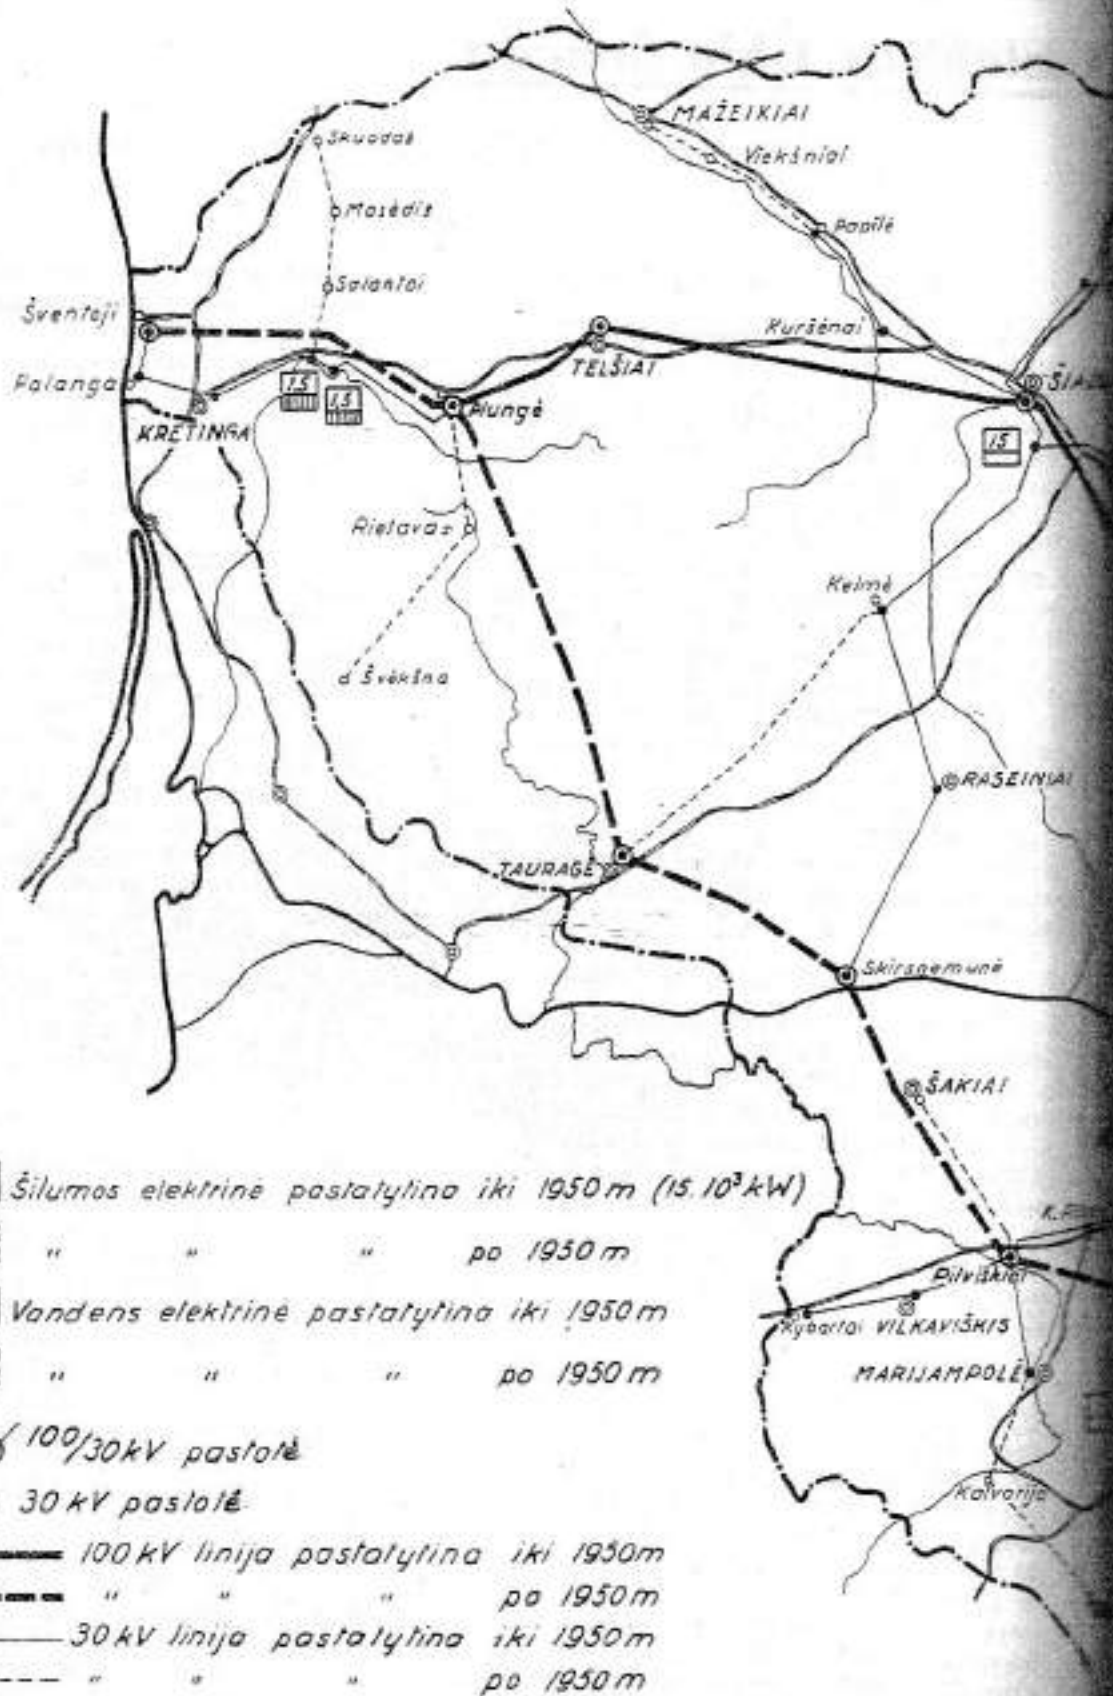 MAŽEIKIAI
Skuodas
Viekšniai
Mosėdis
Papilė
Salantai
Šventoji
Kuršėnai
TELŠIAI
Palanga
1,5
1,5
Plungė
KRETINGA
15
Rietavas
Kelmė
Švėkšna
RASEINIAI
TAURAGĖ
Skirsnemunė
ŠAKIAI
Šilumos elektrinė pastatytina iki 1950 m (15.10³ kW)
" " " po 1950 m
Pilviškiai
Vandens elektrinė pastatytina iki 1950 m
Kybartai VILKAVIŠKIS
" " " po 1950 m
MARIJAMPOLĖ
100/30 kV pastotė
30 kV pastotė
Kalvarija
100 kV linija pastatytina iki 1950 m
" " " po 1950 m
30 kV linija pastatytina iki 1950 m
" " " po 1950 m